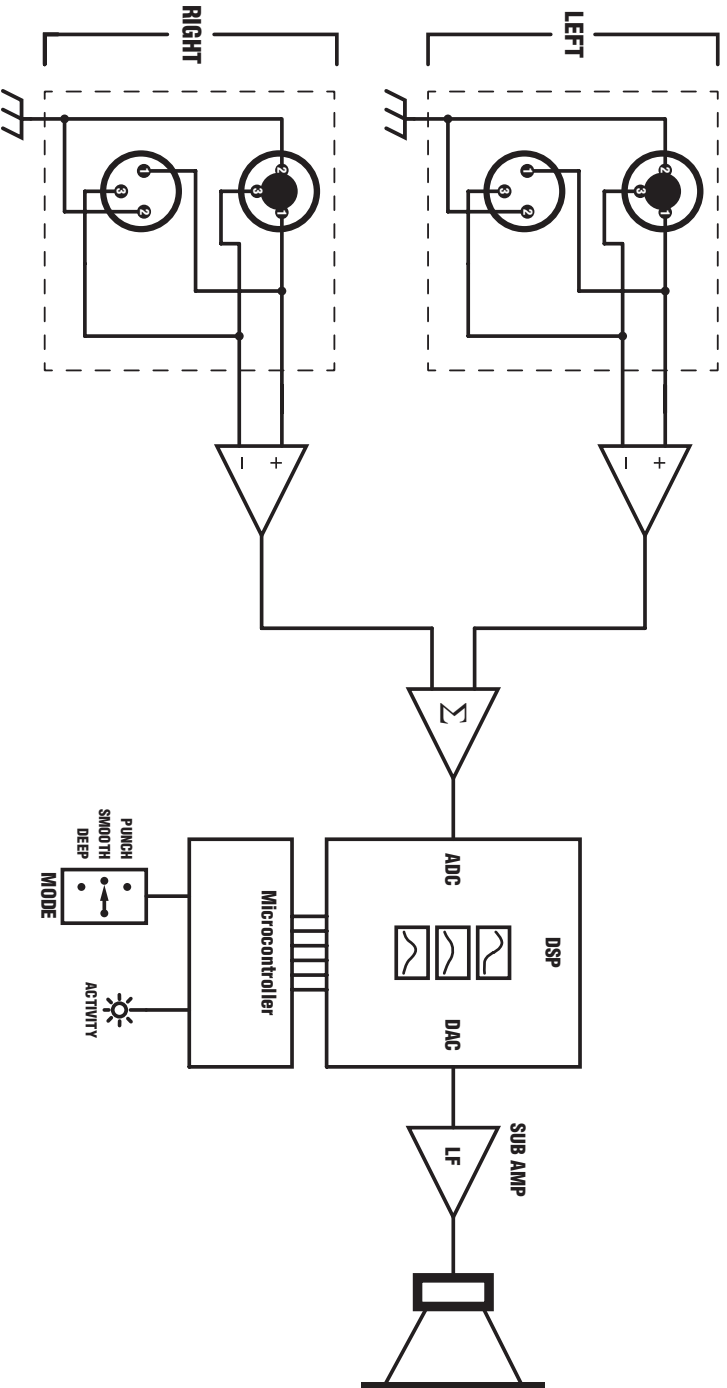 LEFT
2
3
1
1
3
2
+
−
RIGHT
2
3
1
1
3
2
+
−
Σ
DSP
ADC
DAC
SUB AMP
LF
Microcontroller
PUNCH
SMOOTH
DEEP
MODE
ACTIVITY